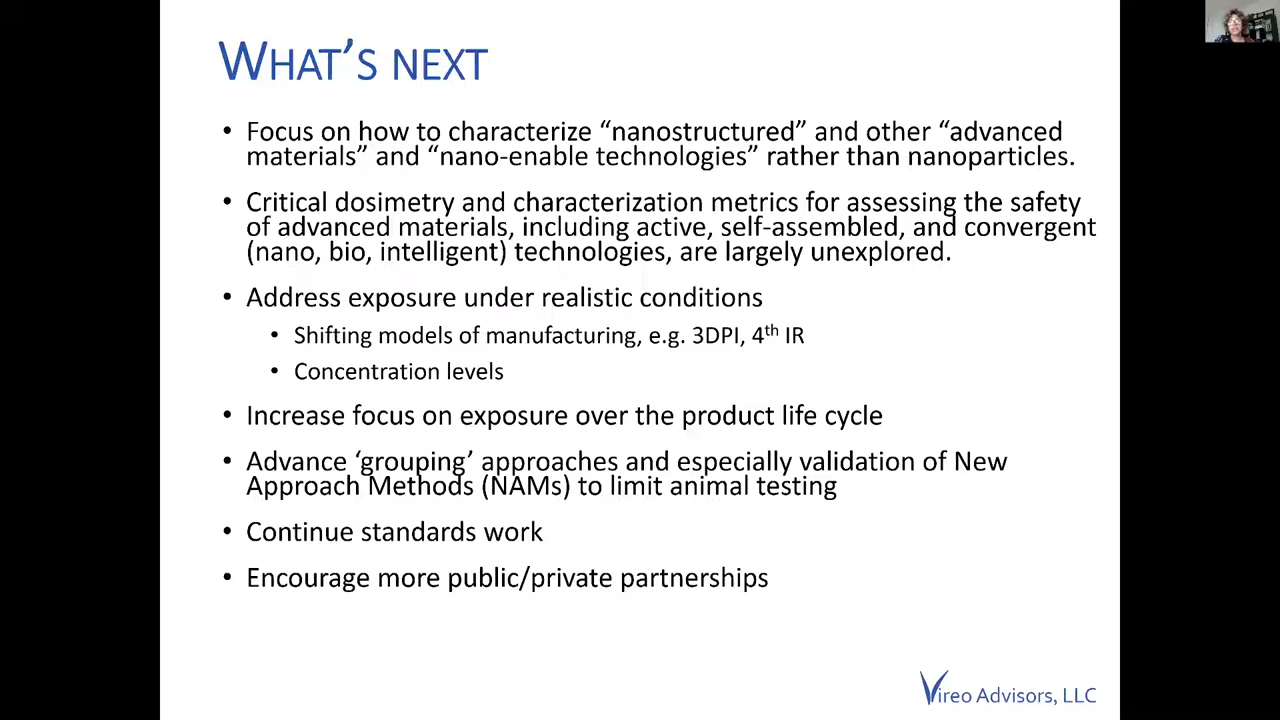 WHAT’S NEXT
• Focus on how to characterize “nanostructured” and other “advanced
materials” and “nano-enable technologies” rather than nanoparticles.
• Critical dosimetry and characterization metrics for assessing the safety
of advanced materials, including active, self-assembled, and convergent
(nano, bio, intelligent) technologies, are largely unexplored.
• Address exposure under realistic conditions
• Shifting models of manufacturing, e.g. 3DPI, 4th IR
• Concentration levels
• Increase focus on exposure over the product life cycle
• Advance ‘grouping’ approaches and especially validation of New
Approach Methods (NAMs) to limit animal testing
• Continue standards work
• Encourage more public/private partnerships
Vireo Advisors, LLC